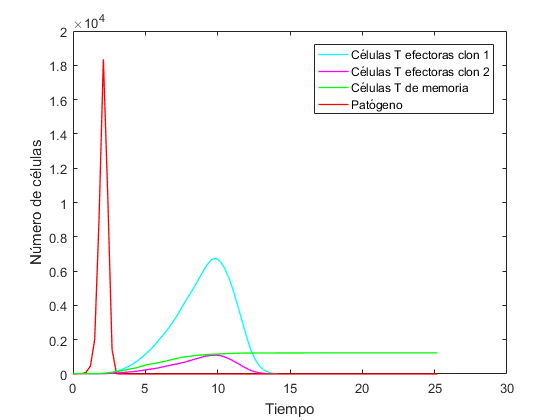 ×10⁴
2
1.8
1.6
1.4
1.2
1
0.8
0.6
0.4
0.2
0
Número de células
Células T efectoras clon 1
Células T efectoras clon 2
Células T de memoria
Patógeno
0 5 10 15 20 25 30
Tiempo